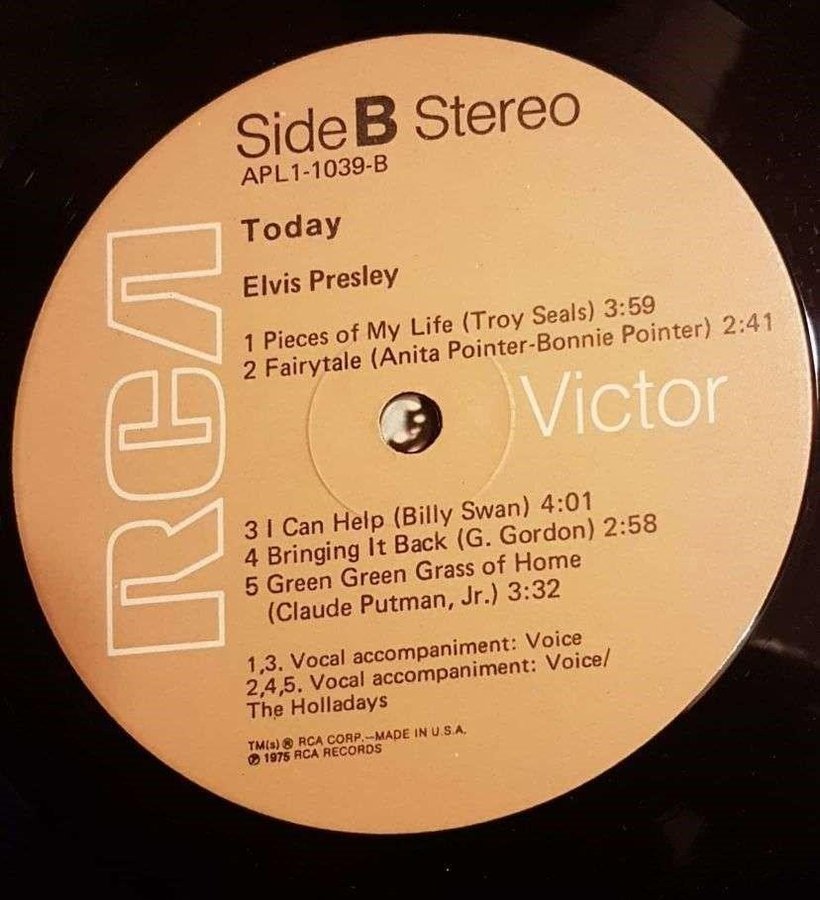 Side B Stereo
APL1-1039-B
Today
Elvis Presley
1 Pieces of My Life (Troy Seals) 3:59
2 Fairytale (Anita Pointer-Bonnie Pointer) 2:41
RCA
Victor
3 I Can Help (Billy Swan) 4:01
4 Bringing It Back (G. Gordon) 2:58
5 Green Green Grass of Home
(Claude Putman, Jr.) 3:32
1,3. Vocal accompaniment: Voice
2,4,5. Vocal accompaniment: Voice/
The Holladays
TM(s) ® RCA CORP.—MADE IN U.S.A.
℗ 1975 RCA RECORDS